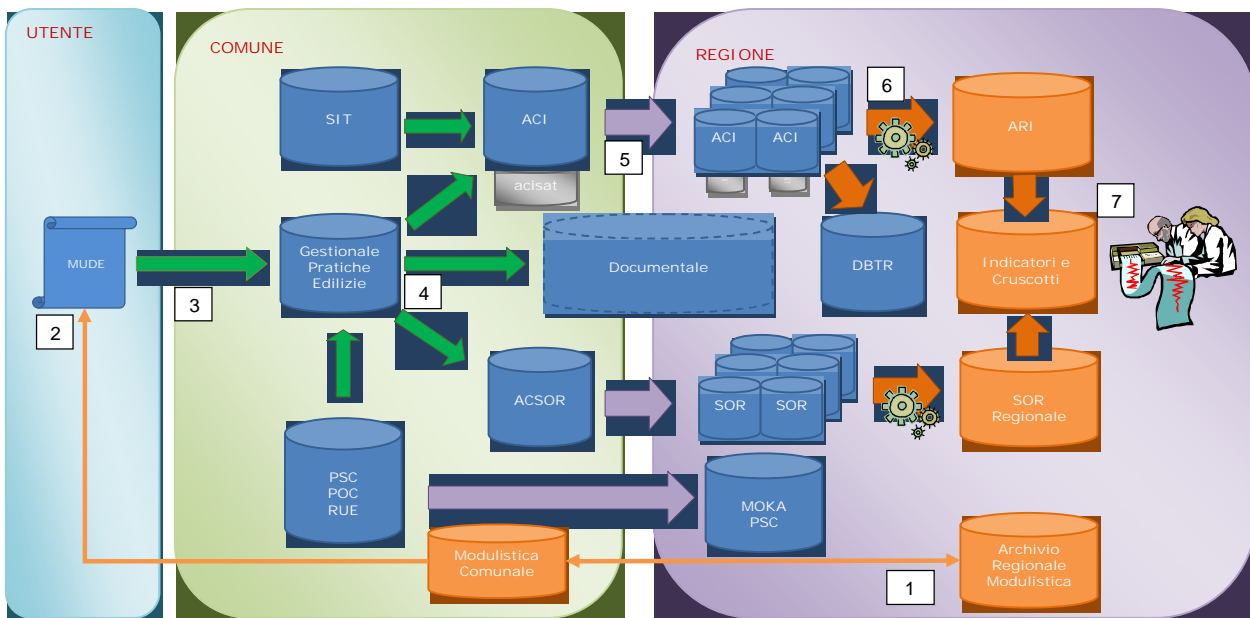 UTENTE
COMUNE
REGIONE
SIT
ACI
ACI
ACI
6
ARI
5
acisat
7
MUDE
Gestionale
Pratiche
Edilizie
Documentale
DBTR
Indicatori e
Cruscotti
3
4
2
ACSOR
SOR
SOR
SOR
Regionale
PSC
POC
RUE
MOKA
PSC
Modulistica
Comunale
Archivio
Regionale
Modulistica
1